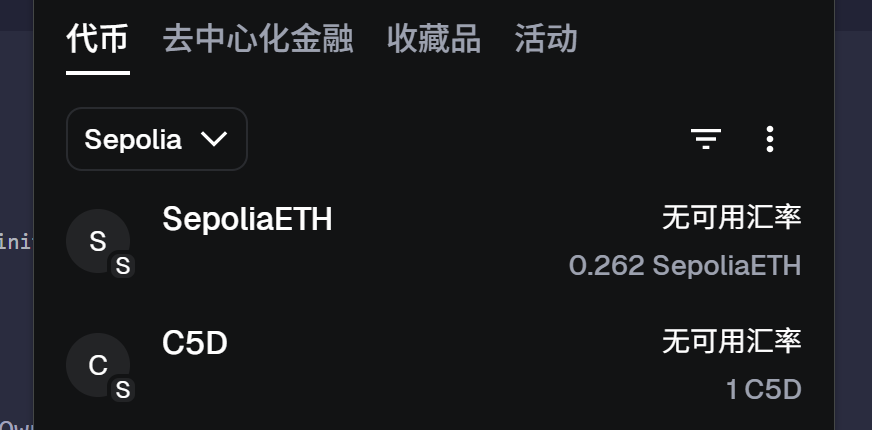 代币 去中心化金融 收藏品 活动
Sepolia
S
S
SepoliaETH
无可用汇率
0.262 SepoliaETH
init
C
S
C5D
无可用汇率
1 C5D